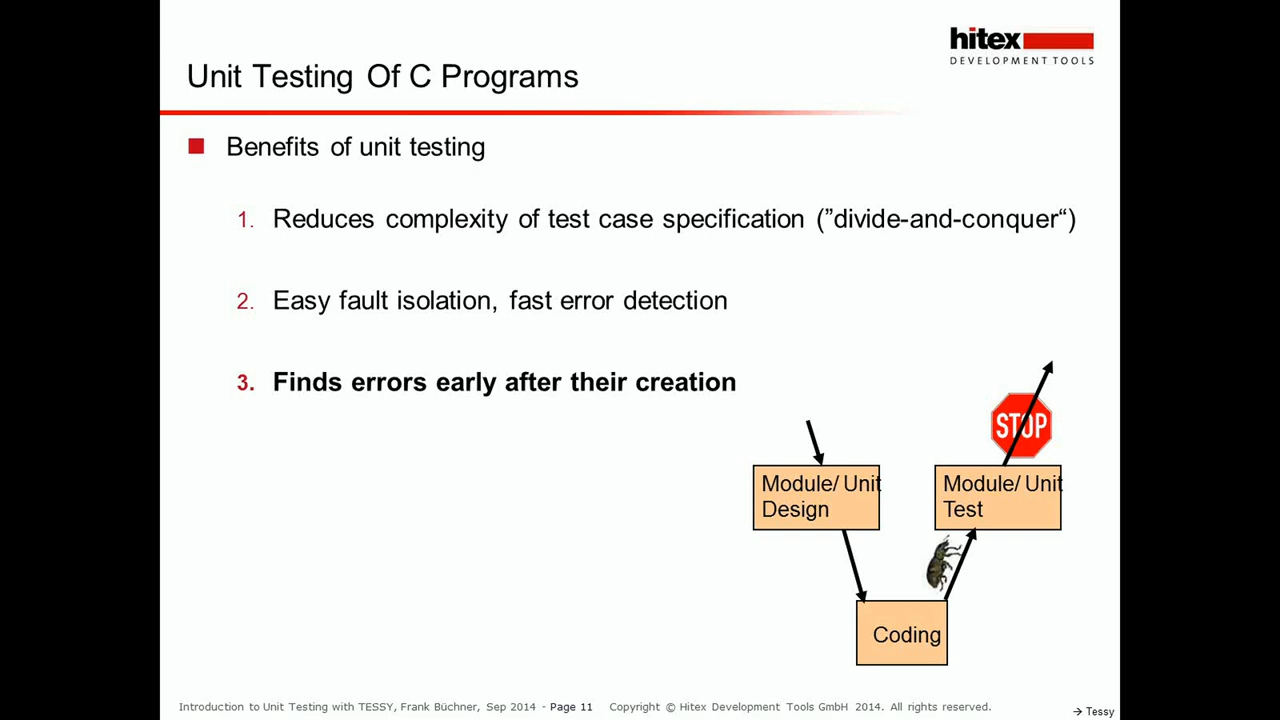 hitex
DEVELOPMENT TOOLS
Unit Testing Of C Programs
Benefits of unit testing
1. Reduces complexity of test case specification (”divide-and-conquer“)
2. Easy fault isolation, fast error detection
3. Finds errors early after their creation
STOP
Module/ Unit
Design
Module/ Unit
Test
Coding
Introduction to Unit Testing with TESSY, Frank Büchner, Sep 2014 - Page 11 Copyright © Hitex Development Tools GmbH 2014. All rights reserved.
→ Tessy